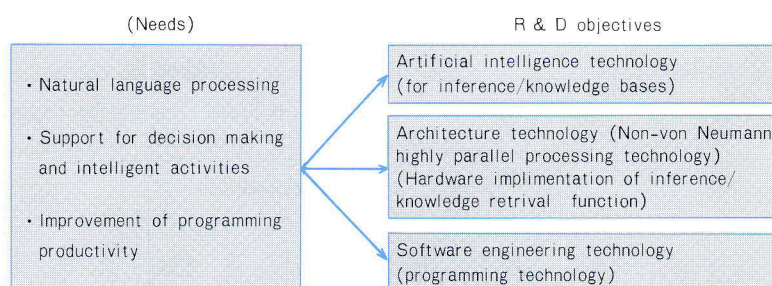 (Needs)
R & D objectives
• Natural language processing
• Support for decision making
and intelligent activities
• Improvement of programming
productivity
Artificial intelligence technology
(for inference/knowledge bases)
Architecture technology (Non-von Neumann
highly parallel processing technology)
(Hardware implimentation of inference/
knowledge retrival function)
Software engineering technology
(programming technology)